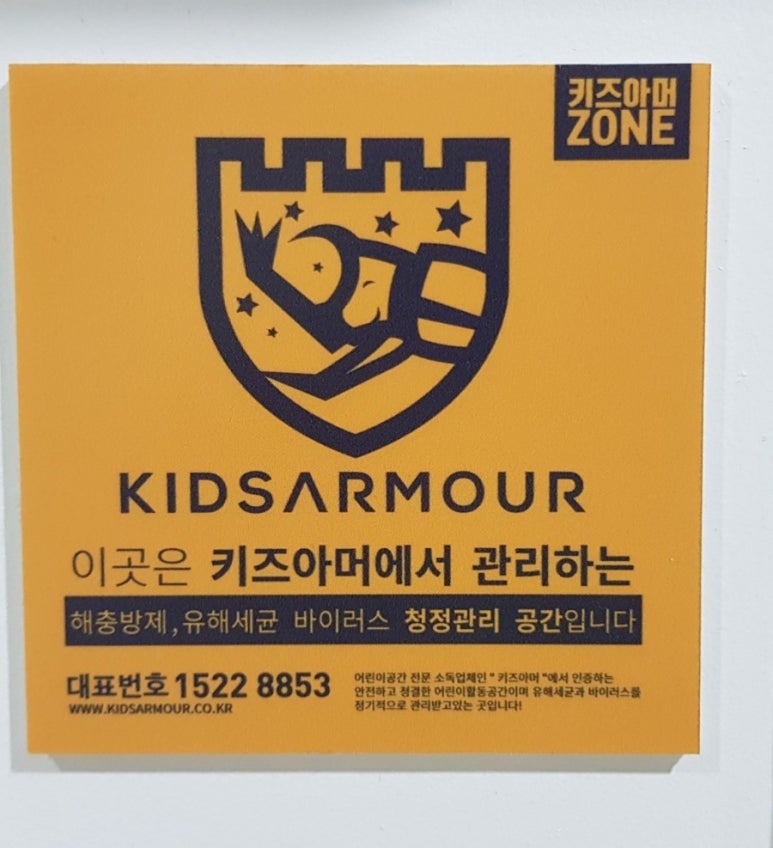 키즈아머
ZONE
KIDSARMOUR
이곳은 키즈아머에서 관리하는
해충방제,유해세균 바이러스 청정관리 공간입니다
대표번호 1522 8853
WWW.KIDSARMOUR.CO.KR
어린이공간 전문 소독업체인 " 키즈아머 "에서 인증하는
안전하고 청결한 어린이활동공간이며 유해세균과 바이러스를
정기적으로 관리받고있는 곳입니다!